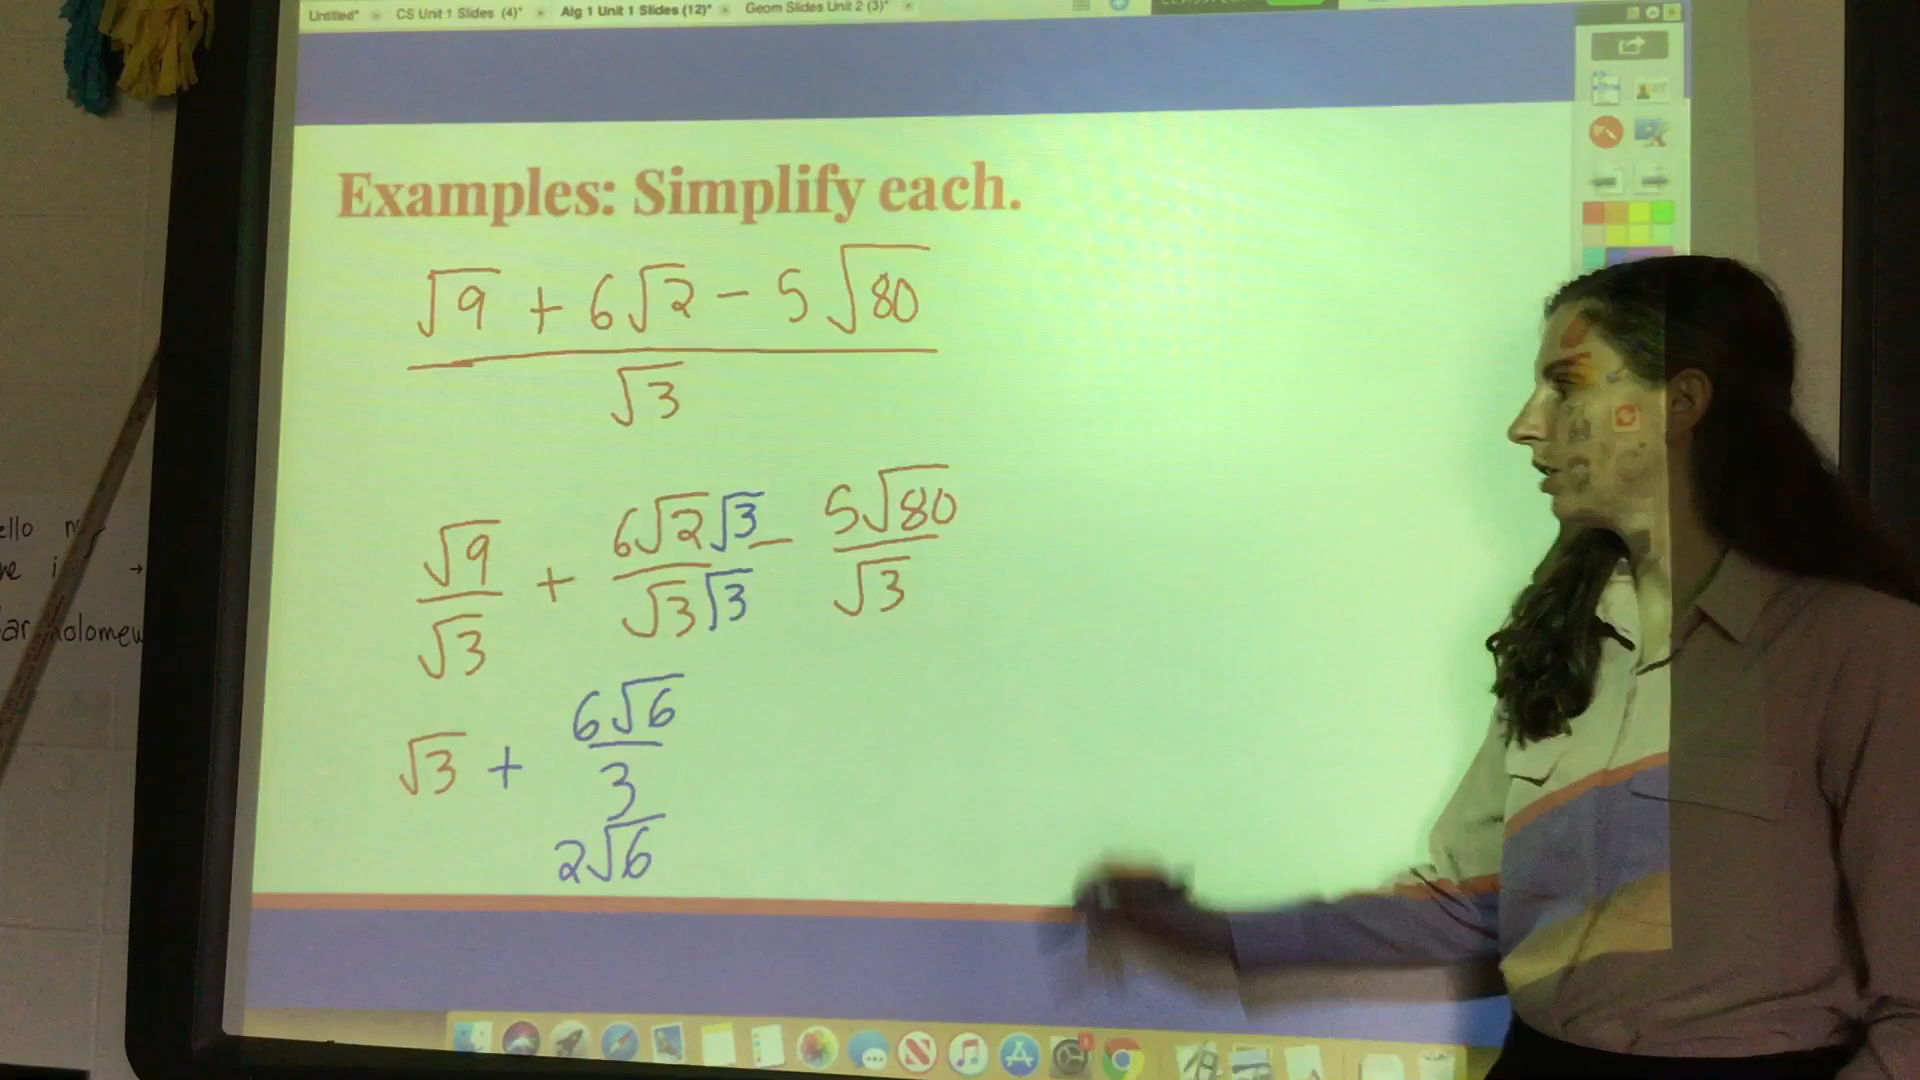 Untitled* CS Unit 1 Slides (4)* Alg 1 Unit 1 Slides (12)* Geom Slides Unit 2 (3)*
Examples: Simplify each.
√9 + 6√2 - 5√80
√3
√9 + 6√2√3 - 5√80
√3 √3√3 √3
√3 + 6√6
3
2√6